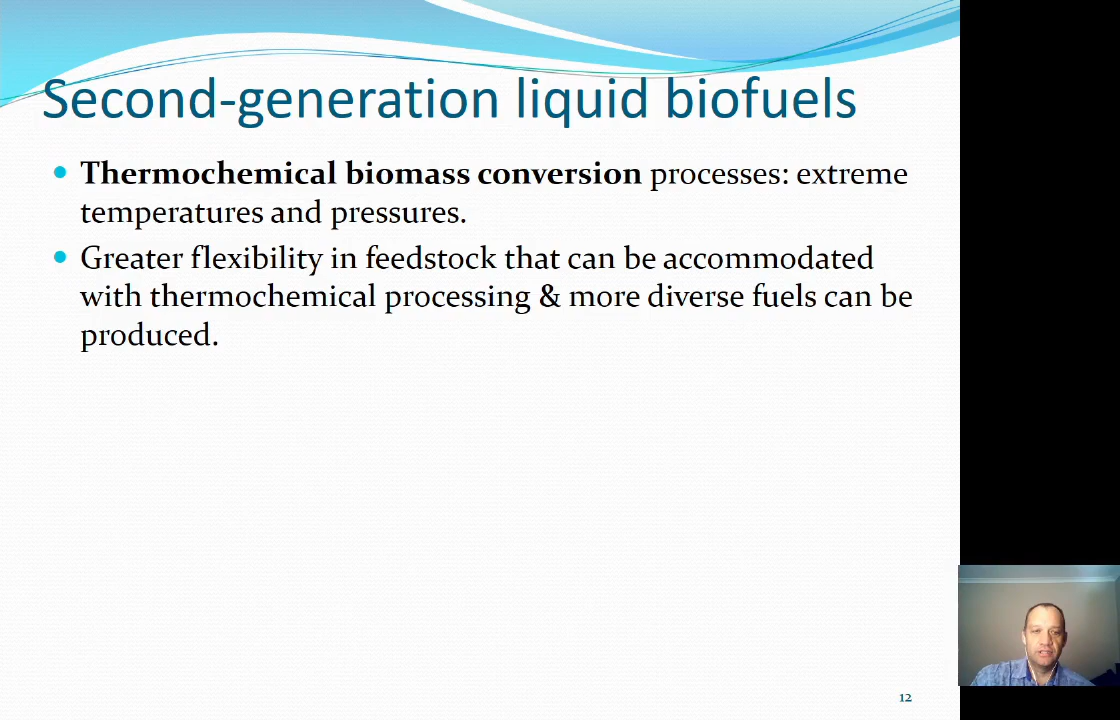 Second-generation liquid biofuels
Thermochemical biomass conversion processes: extreme
temperatures and pressures.
Greater flexibility in feedstock that can be accommodated
with thermochemical processing & more diverse fuels can be
produced.
12